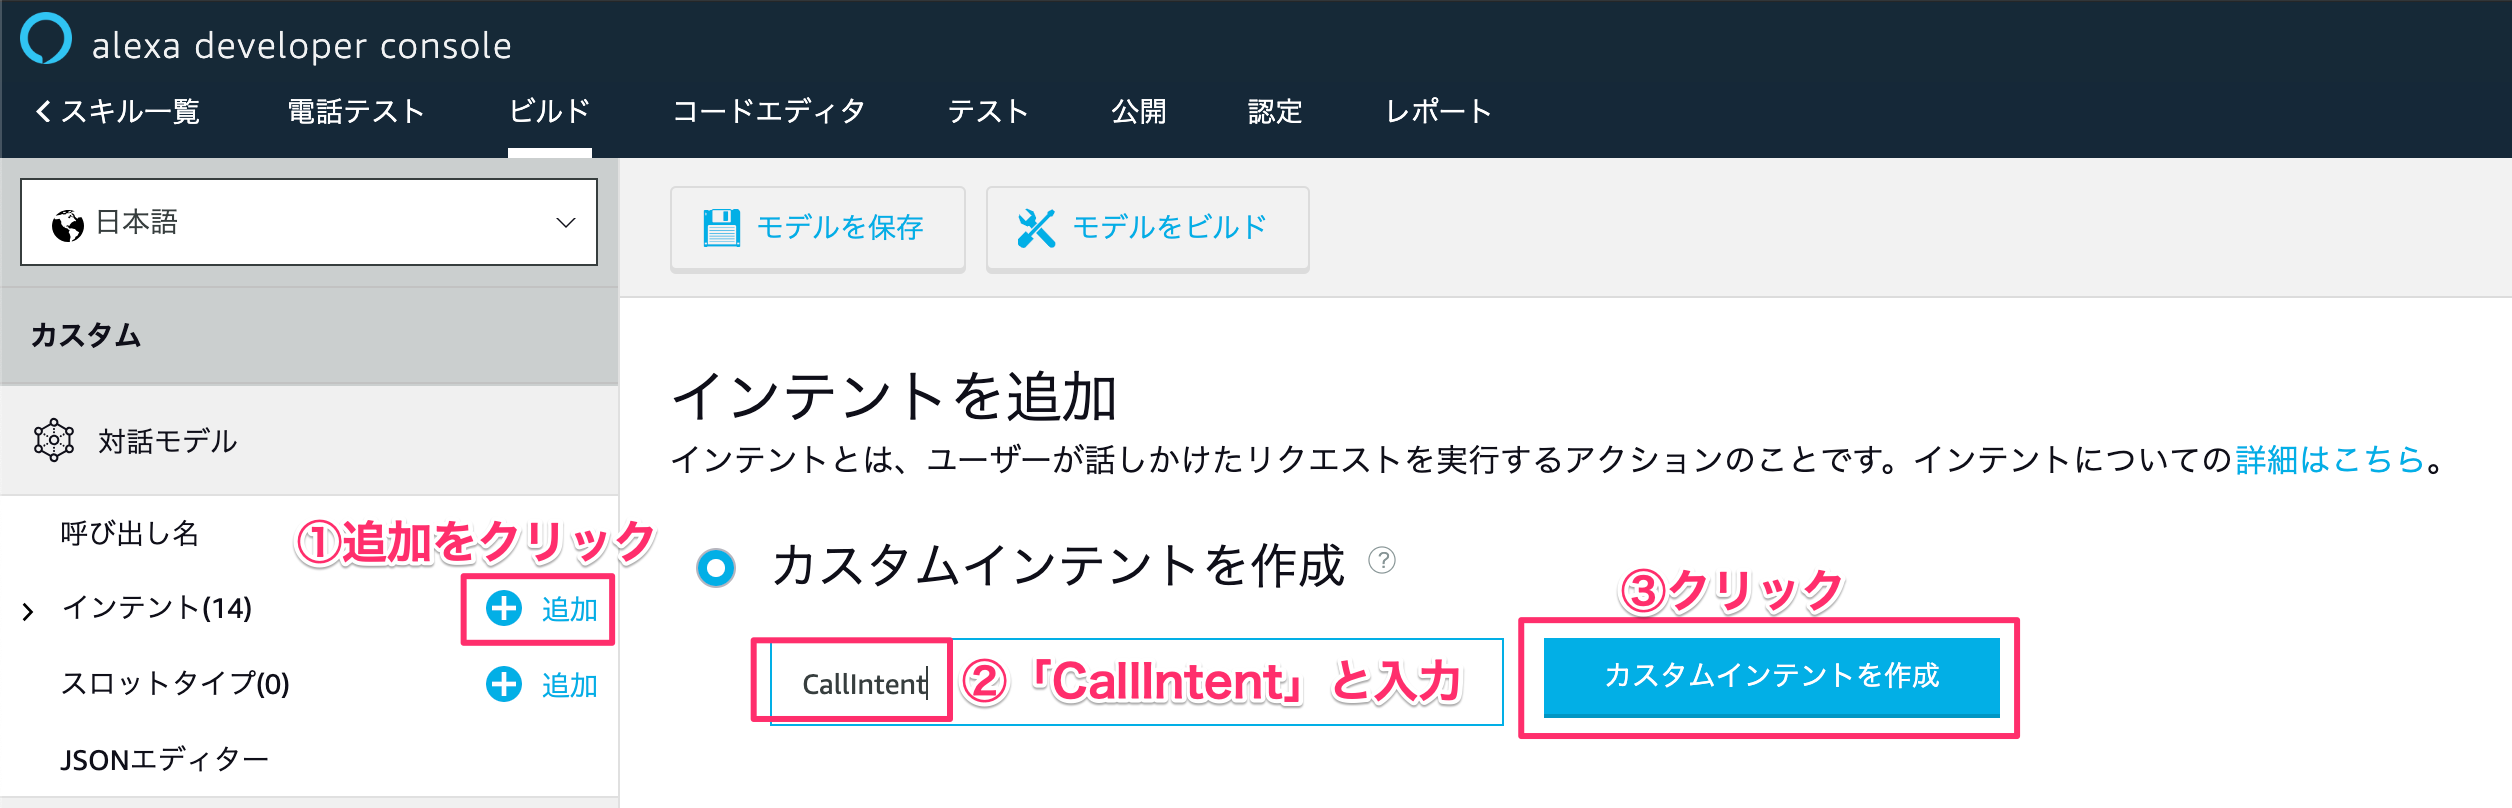 alexa developer console
スキル一覧 電話テスト ビルド コードエディタ テスト 公開 認定 レポート
日本語
モデルを保存 モデルをビルド
カスタム
インテントを追加
対話モデル
インテントとは、ユーザーが話しかけたリクエストを実行するアクションのことです。インテントについての詳細はこちら。
呼び出し名
①追加をクリック
カスタムインテントを作成 ?
インテント(14) 追加
③クリック
スロットタイプ(0) 追加
CallIntent ②「CallIntent」と入力
カスタムインテントを作成
JSONエディター